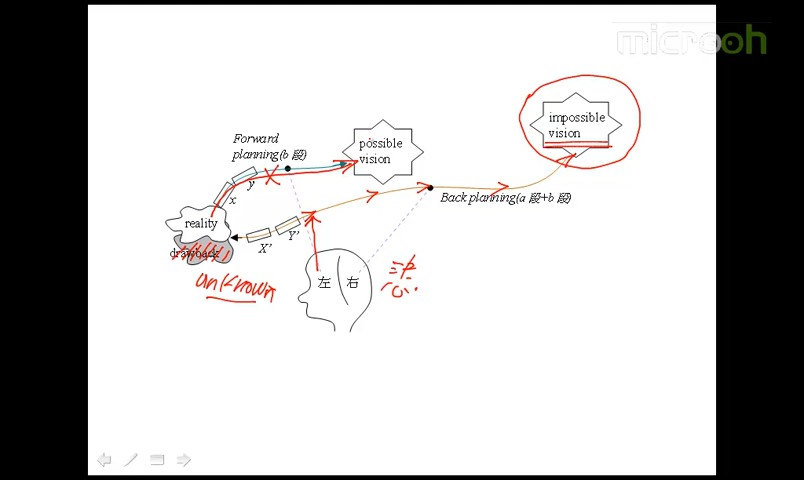 microoh
impossible
vision
Forward
planning(b 段)
possible
vision
y
x
Back planning(a 段+b 段)
reality
X'
Y'
drawback
unknown
左
右